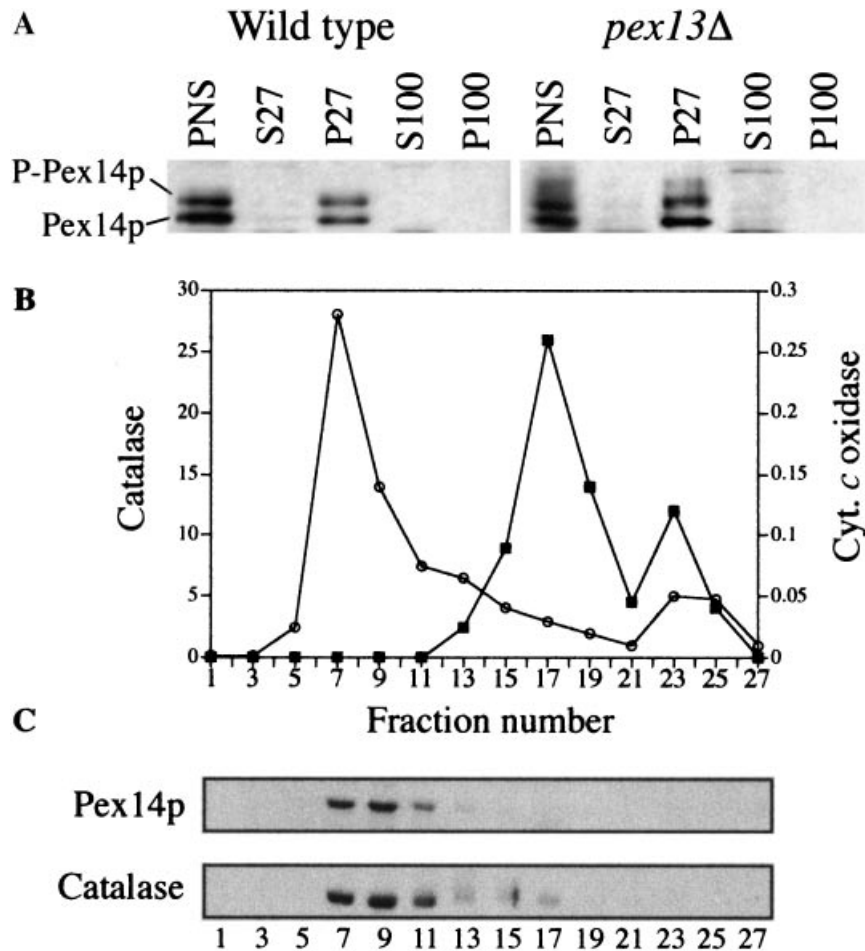 A
Wild type pex13Δ
PNS S27 P27 S100 P100 PNS S27 P27 S100 P100
P-Pex14p
Pex14p
B
30 0.3
25 0.25
20 0.2
15 0.15
10 0.1
5 0.05
0 0
Catalase
Cyt. c oxidase
1 3 5 7 9 11 13 15 17 19 21 23 25 27
Fraction number
C
Pex14p
Catalase
1 3 5 7 9 11 13 15 17 19 21 23 25 27